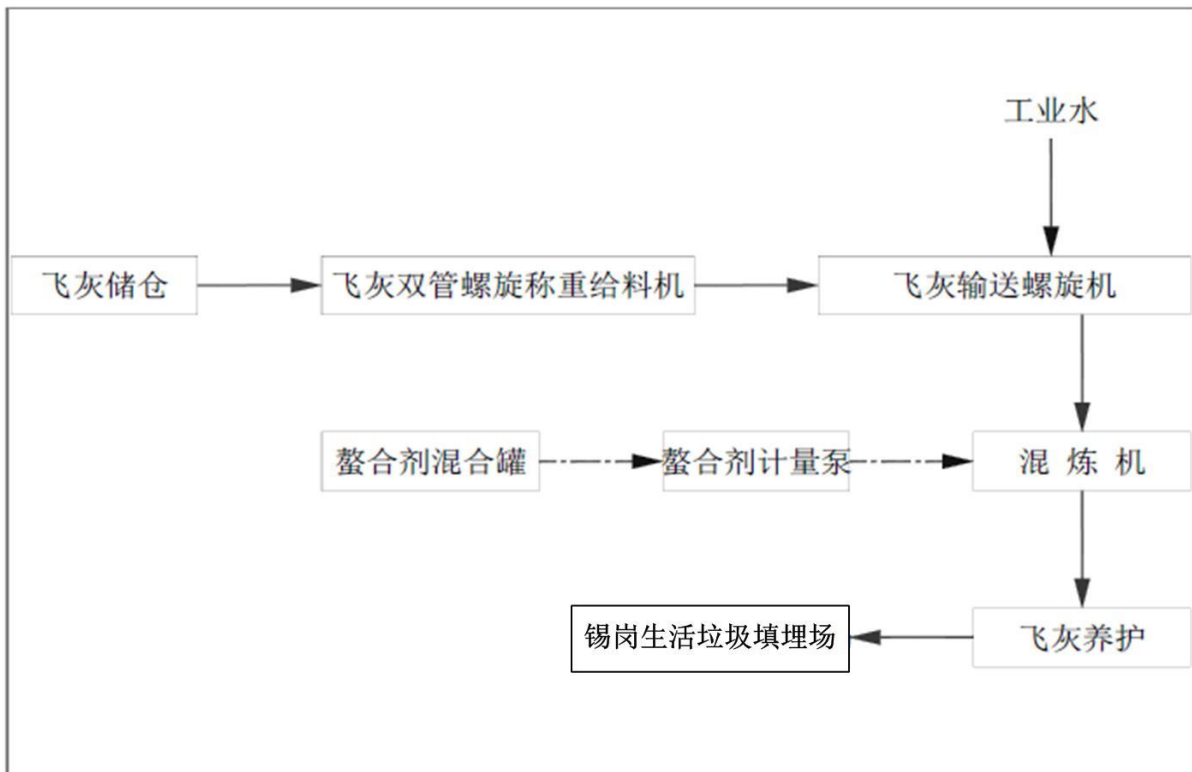 工业水
飞灰储仓
飞灰双管螺旋称重给料机
飞灰输送螺旋机
螯合剂混合罐
螯合剂计量泵
混 炼 机
锡岗生活垃圾填埋场
飞灰养护